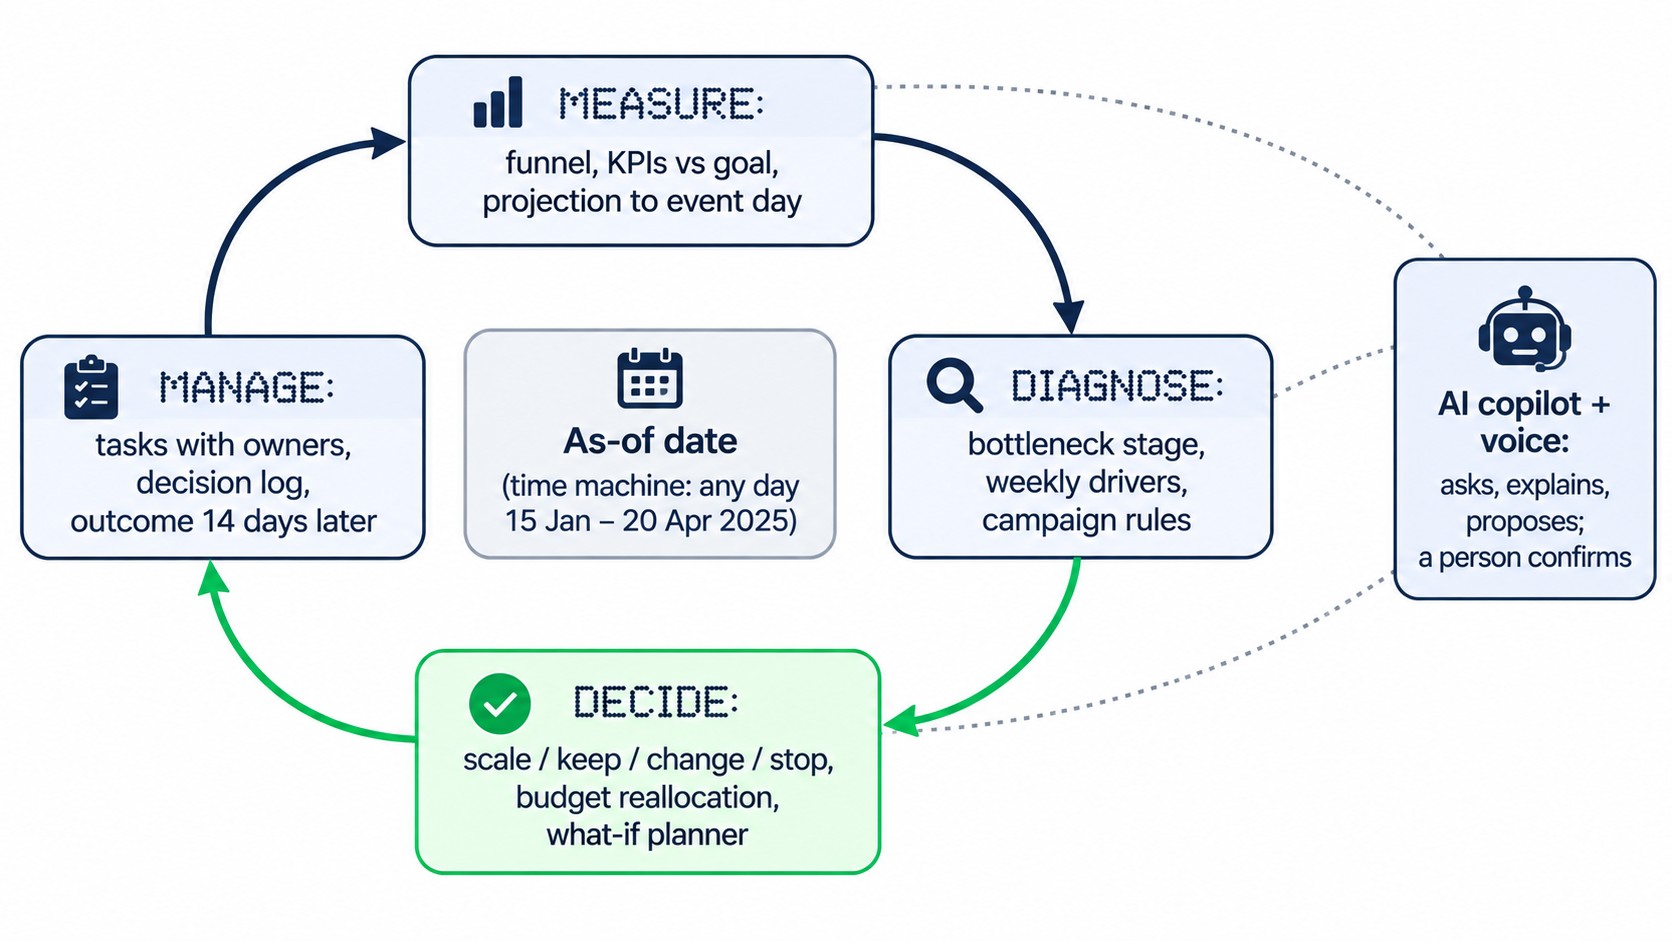 MEASURE:
funnel, KPIs vs goal,
projection to event day
MANAGE:
tasks with owners,
decision log,
outcome 14 days later
As-of date
(time machine: any day
15 Jan – 20 Apr 2025)
DIAGNOSE:
bottleneck stage,
weekly drivers,
campaign rules
AI copilot +
voice:
asks, explains,
proposes;
a person confirms
DECIDE:
scale / keep / change / stop,
budget reallocation,
what-if planner